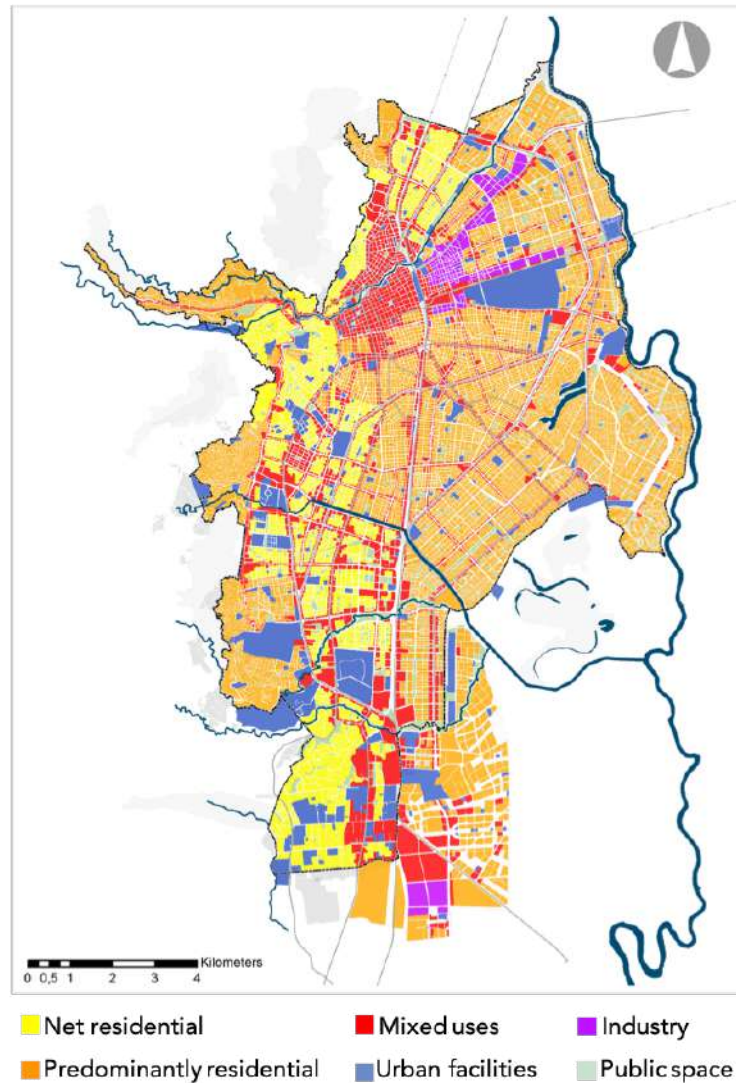 Kilometers
0 0,5 1 2 3 4
Net residential
Mixed uses
Industry
Predominantly residential
Urban facilities
Public space